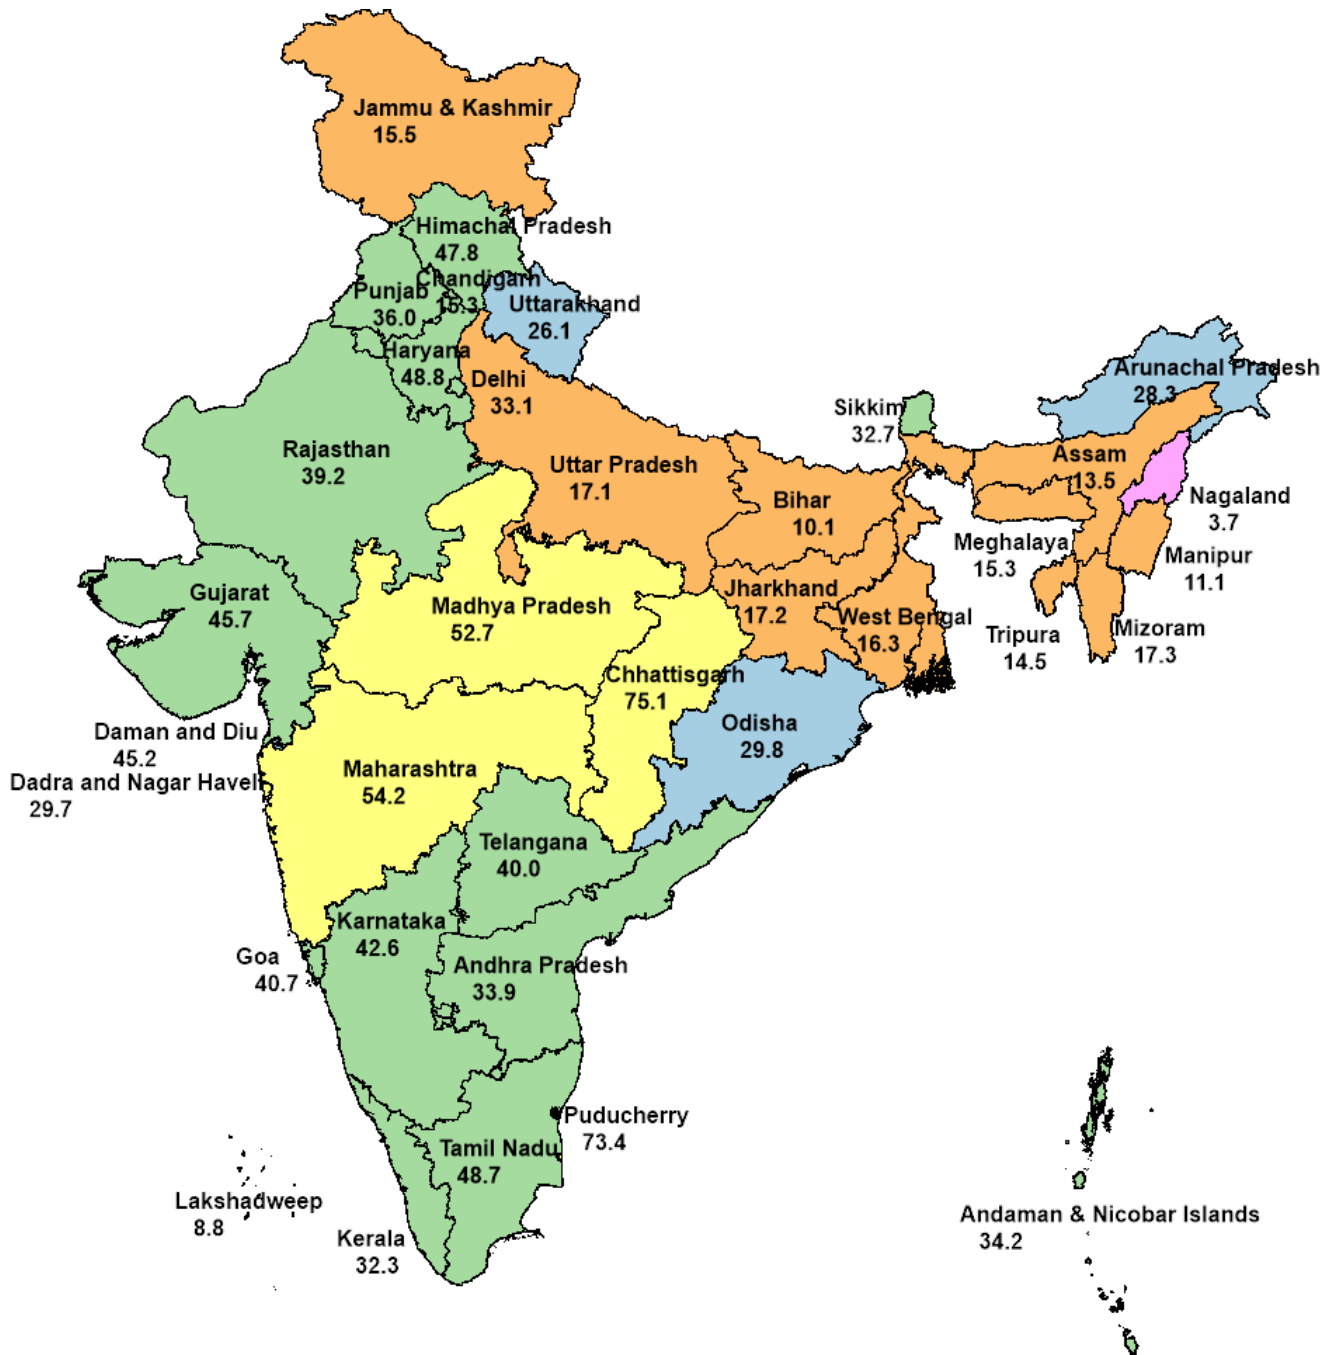 Jammu & Kashmir
15.5
Himachal Pradesh
47.8
Chandigarh
15.3
Punjab
36.0
Uttarakhand
26.1
Haryana
48.8
Delhi
33.1
Arunachal Pradesh
28.3
Sikkim
32.7
Rajasthan
39.2
Uttar Pradesh
17.1
Bihar
10.1
Assam
13.5
Nagaland
3.7
Meghalaya
15.3
Manipur
11.1
Gujarat
45.7
Madhya Pradesh
52.7
Jharkhand
17.2
West Bengal
16.3
Tripura
14.5
Mizoram
17.3
Chhattisgarh
75.1
Odisha
29.8
Daman and Diu
45.2
Dadra and Nagar Haveli
29.7
Maharashtra
54.2
Telangana
40.0
Karnataka
42.6
Goa
40.7
Andhra Pradesh
33.9
Puducherry
73.4
Tamil Nadu
48.7
Lakshadweep
8.8
Kerala
32.3
Andaman & Nicobar Islands
34.2